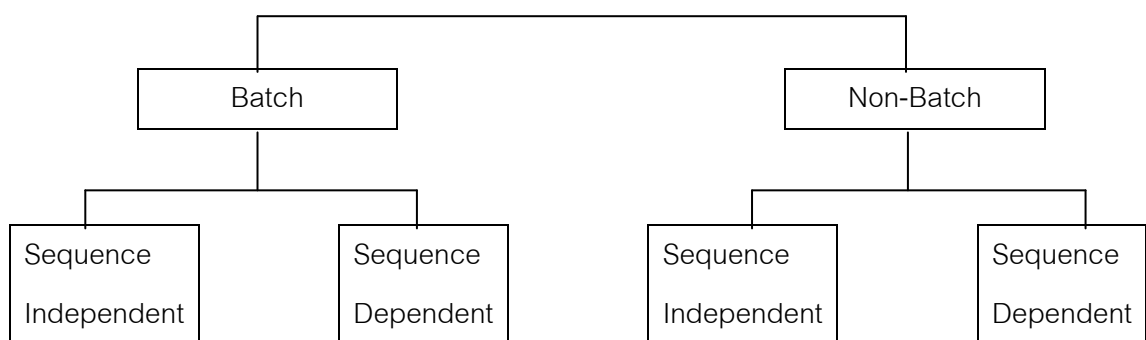 Batch
Non-Batch
Sequence
Independent
Sequence
Dependent
Sequence
Independent
Sequence
Dependent